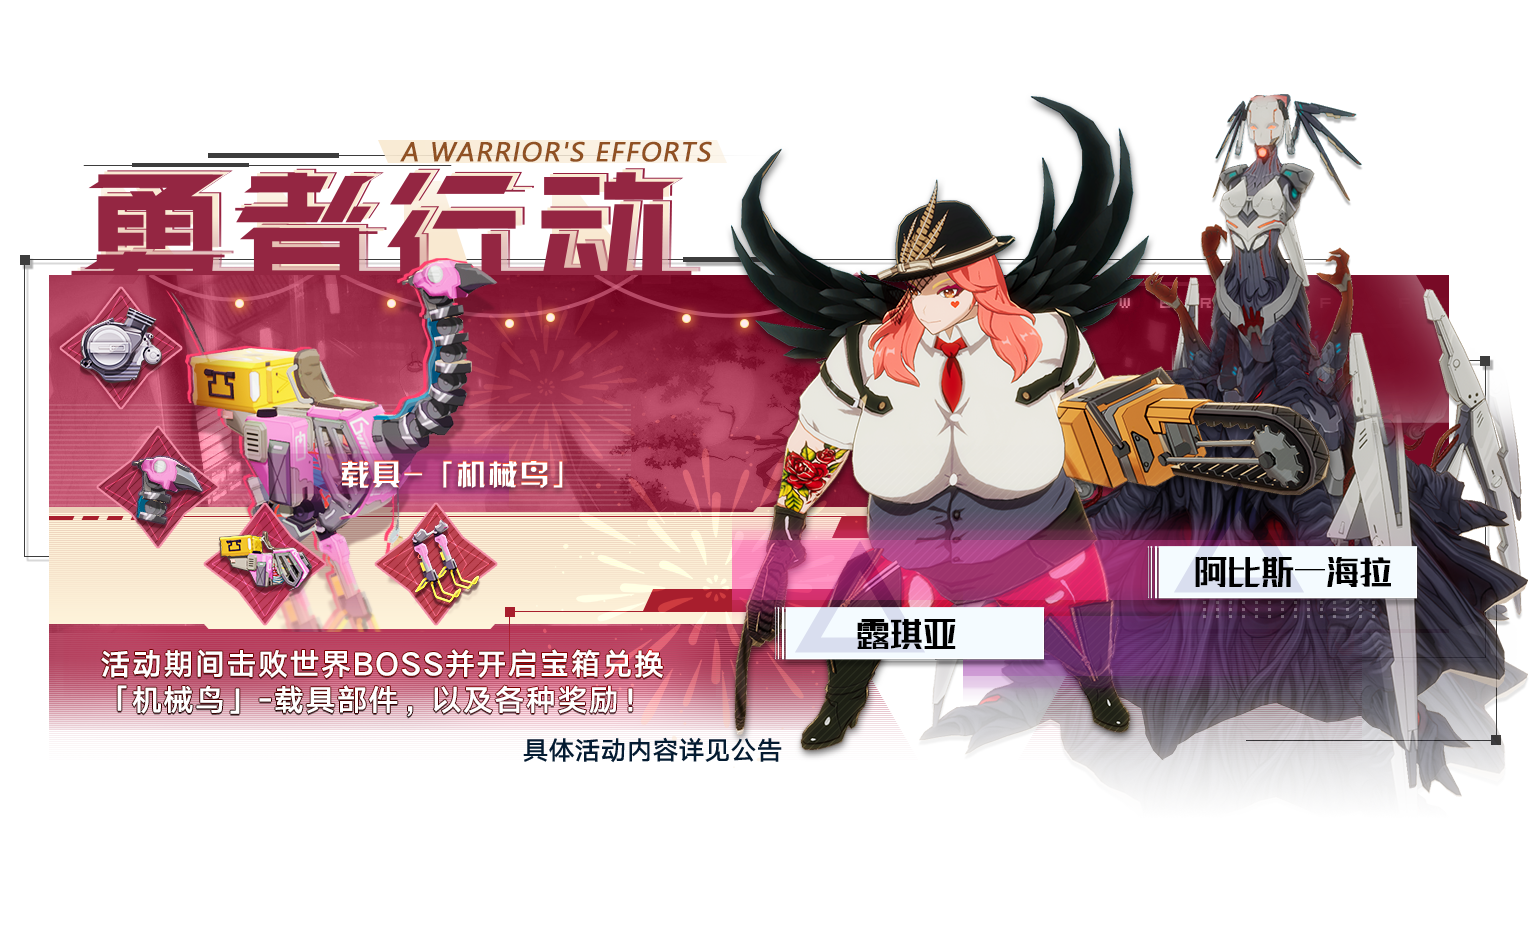 A WARRIOR'S EFFORTS
勇者行动
载具-「机械鸟」
阿比斯—海拉
露琪亚
活动期间击败世界BOSS并开启宝箱兑换
「机械鸟」-载具部件，以及各种奖励！
具体活动内容详见公告